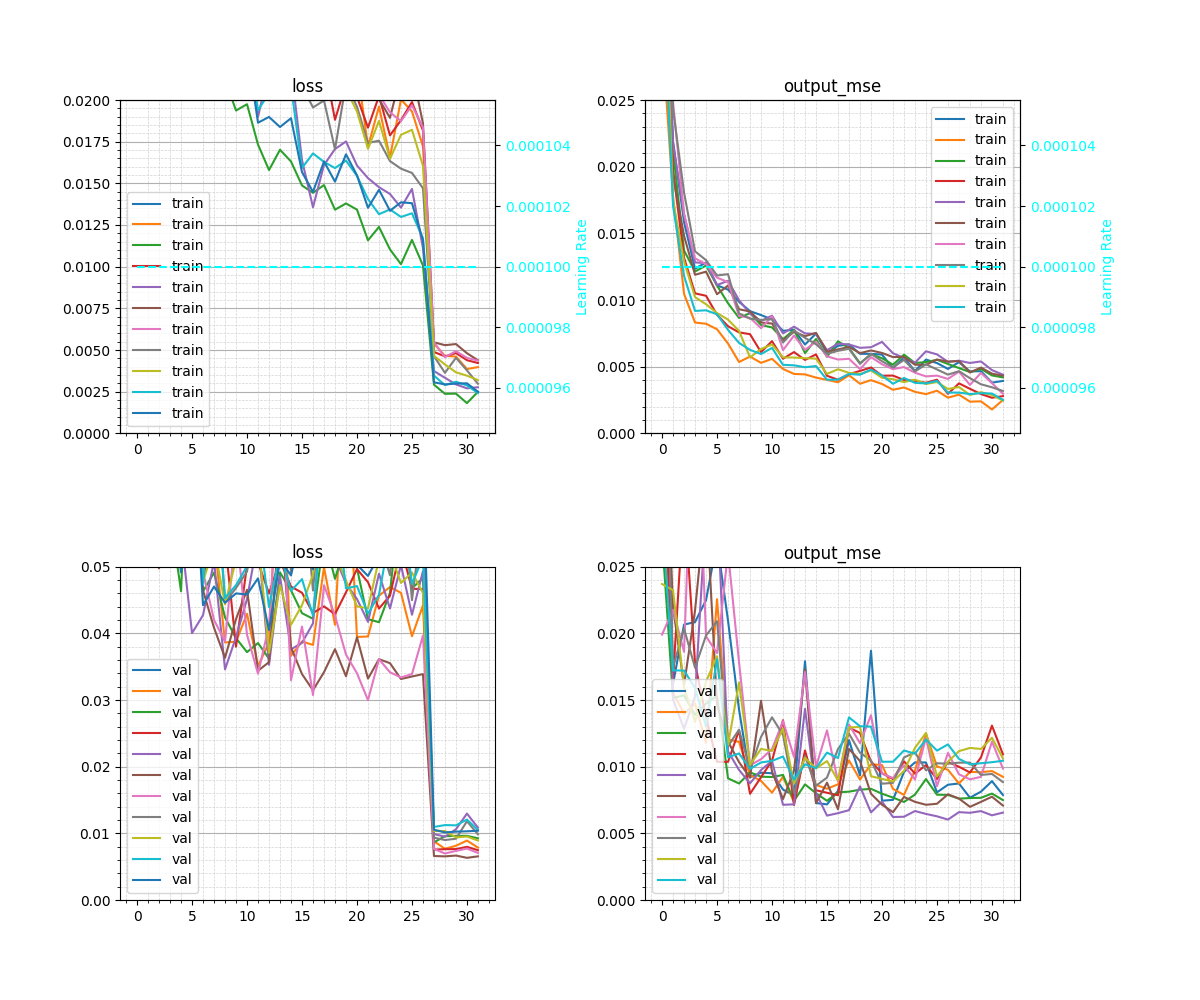 loss
0.0200
0.0175
0.0150
0.0125
0.0100
0.0075
0.0050
0.0025
0.0000
train
train
train
train
train
train
train
train
train
train
train
0 5 10 15 20 25 30
0.000104
0.000102
0.000100
0.000098
0.000096
Learning Rate
output_mse
0.025
0.020
0.015
0.010
0.005
0.000
train
train
train
train
train
train
train
train
train
train
0 5 10 15 20 25 30
0.000104
0.000102
0.000100
0.000098
0.000096
Learning Rate
loss
0.05
0.04
0.03
0.02
0.01
0.00
val
val
val
val
val
val
val
val
val
val
val
0 5 10 15 20 25 30
output_mse
0.025
0.020
0.015
0.010
0.005
0.000
val
val
val
val
val
val
val
val
val
val
0 5 10 15 20 25 30